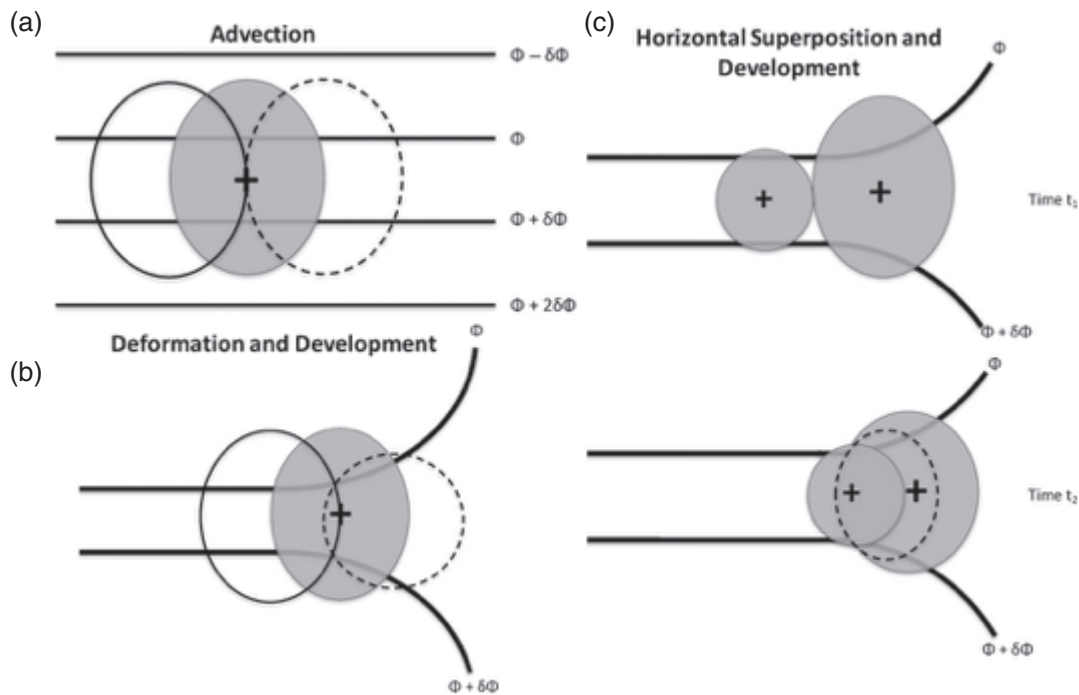 (a)
Advection
Φ – δΦ
Φ
+
Φ + δΦ
Φ + 2δΦ
(b)
Deformation and Development
Φ
+
Φ + δΦ
(c)
Horizontal Superposition and
Development
Φ
+ +
Time t₁
Φ + δΦ
Φ
+ +
Time t₂
Φ + δΦ